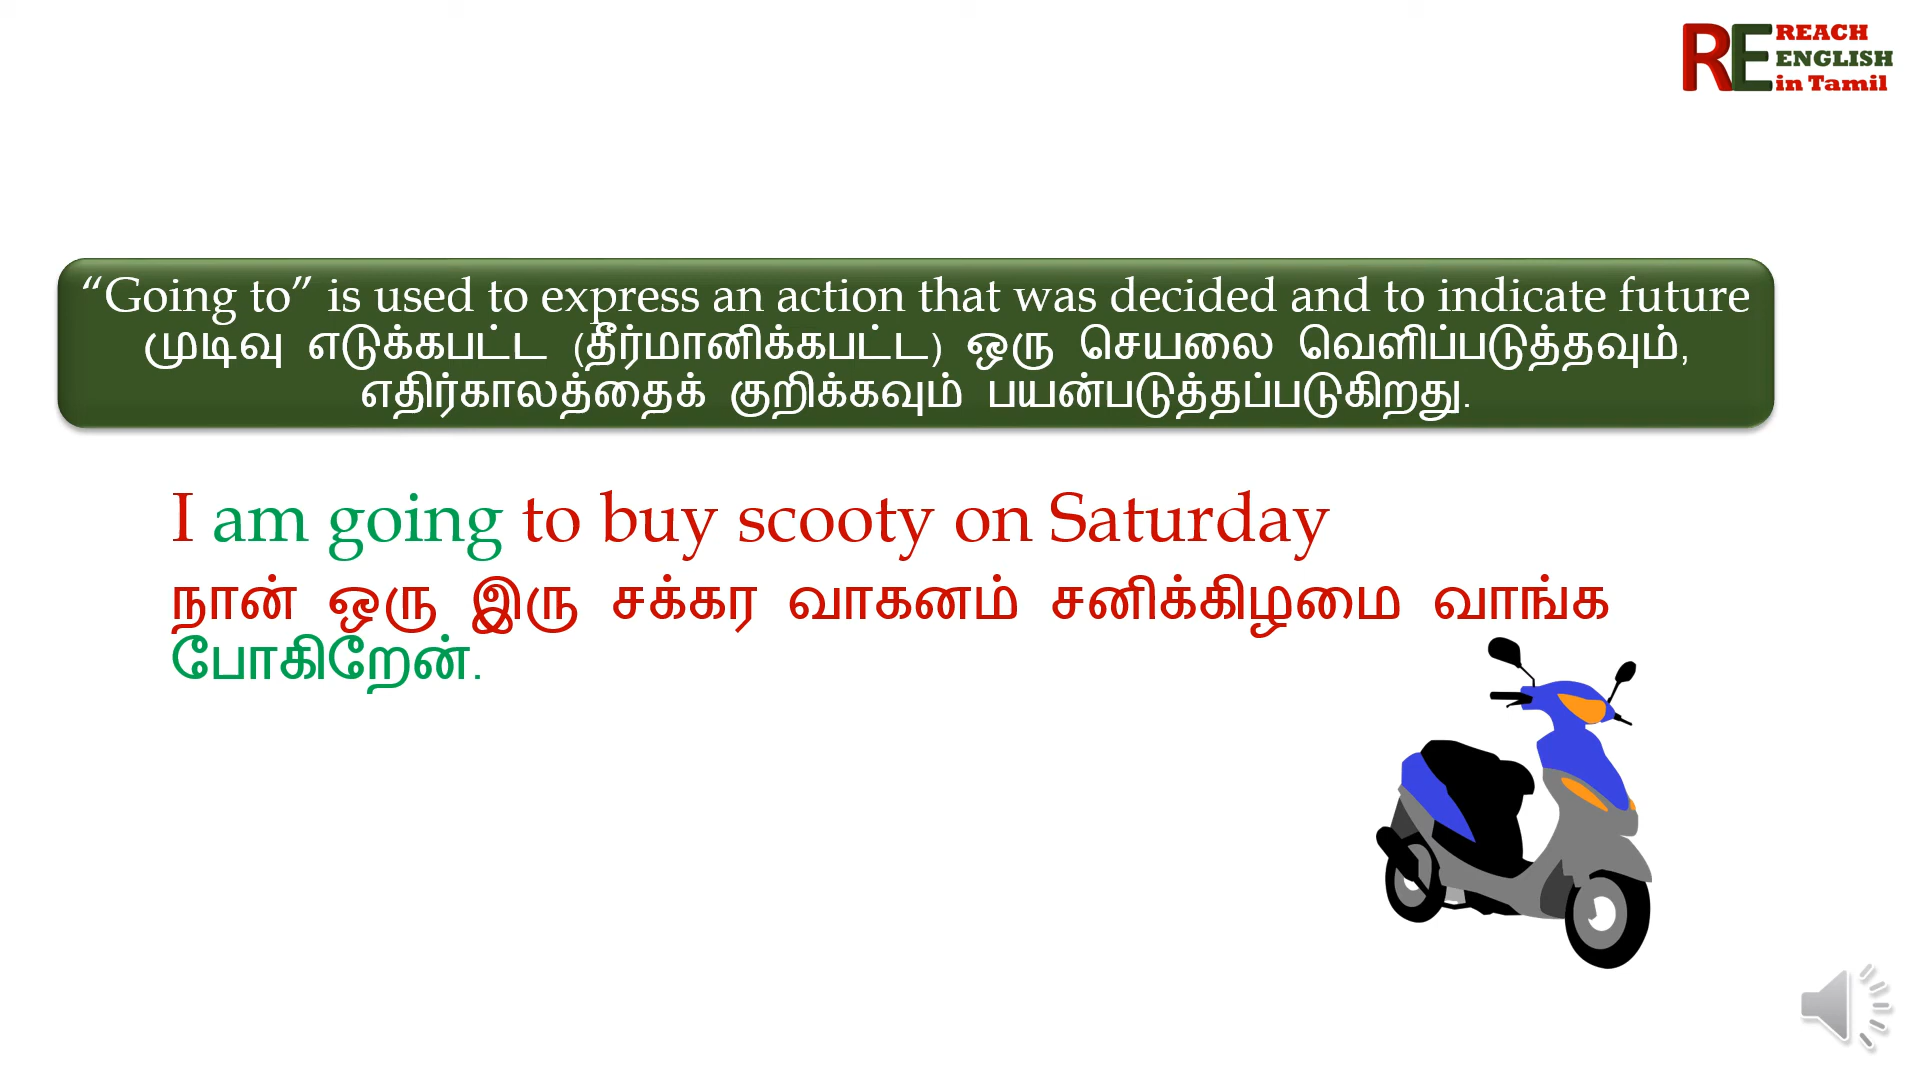 RE REACH
ENGLISH
in Tamil
“Going to” is used to express an action that was decided and to indicate future
முடிவு எடுக்கபட்ட (தீர்மானிக்கபட்ட) ஒரு செயலை வெளிப்படுத்தவும்,
எதிர்காலத்தைக் குறிக்கவும் பயன்படுத்தப்படுகிறது.
I am going to buy scooty on Saturday
நான் ஒரு இரு சக்கர வாகனம் சனிக்கிழமை வாங்க
போகிறேன்.